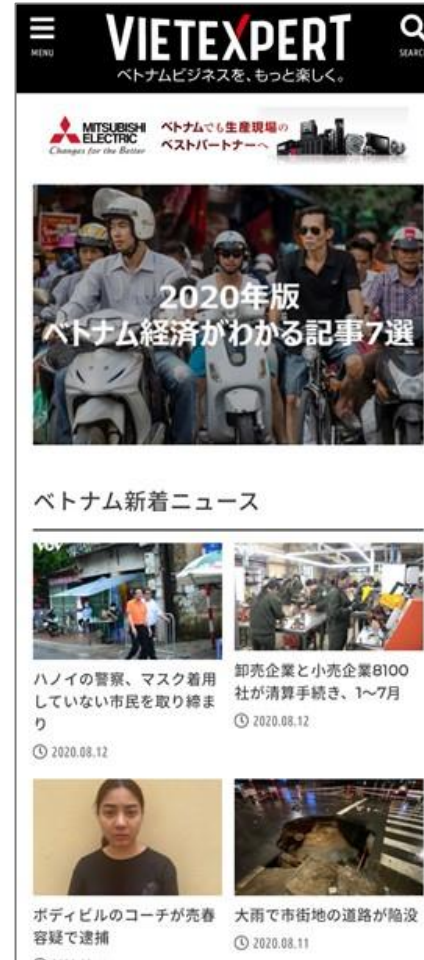 MENU
VIETEXPERT
SEARC
ベトナムビジネスを、もっと楽しく。
MITSUBISHI
ELECTRIC
Changes for the Better
ベトナムでも生産現場の
ベストパートナーへ
2020年版
ベトナム経済がわかる記事7選
ベトナム新着ニュース
ハノイの警察、マスク着用
していない市民を取り締ま
り
2020.08.12
卸売企業と小売企業8100
社が清算手続き、1〜7月
2020.08.12
ボディビルのコーチが売春
容疑で逮捕
大雨で市街地の道路が陥没
2020.08.11